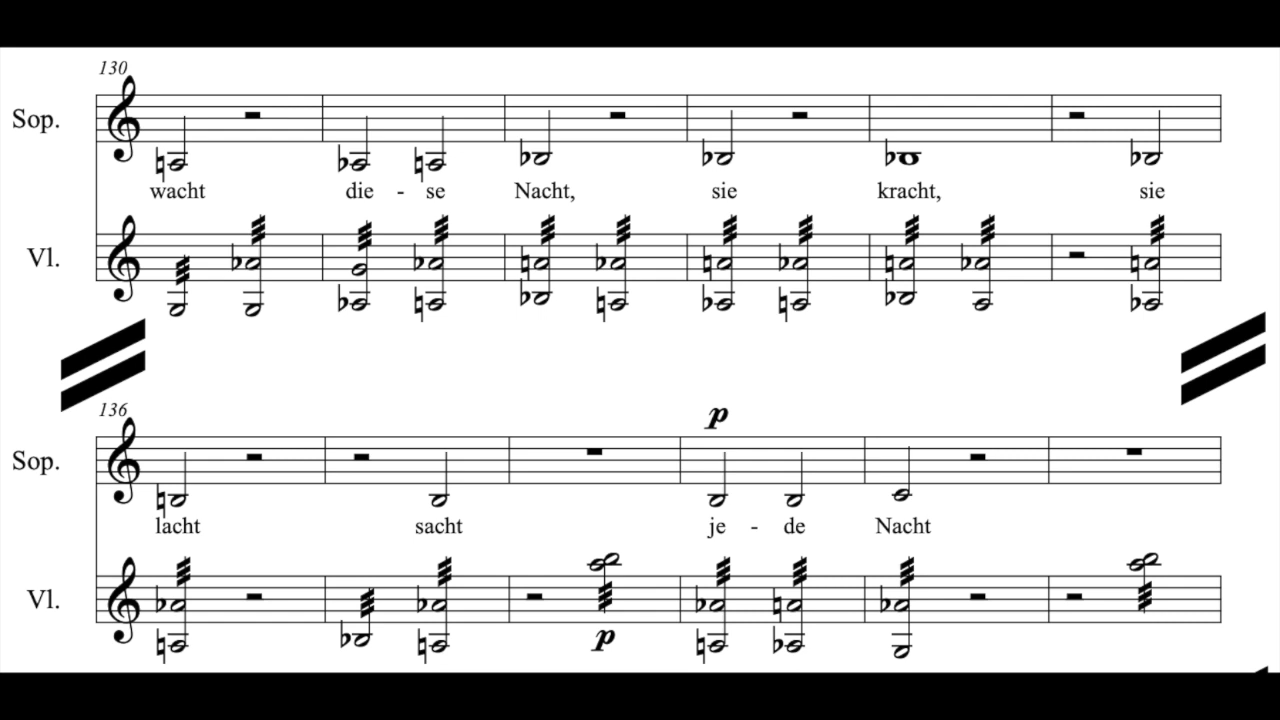 130
Sop.
wacht die - se Nacht, sie kracht, sie
Vl.
136
p
Sop.
lacht sacht je - de Nacht
Vl.
p